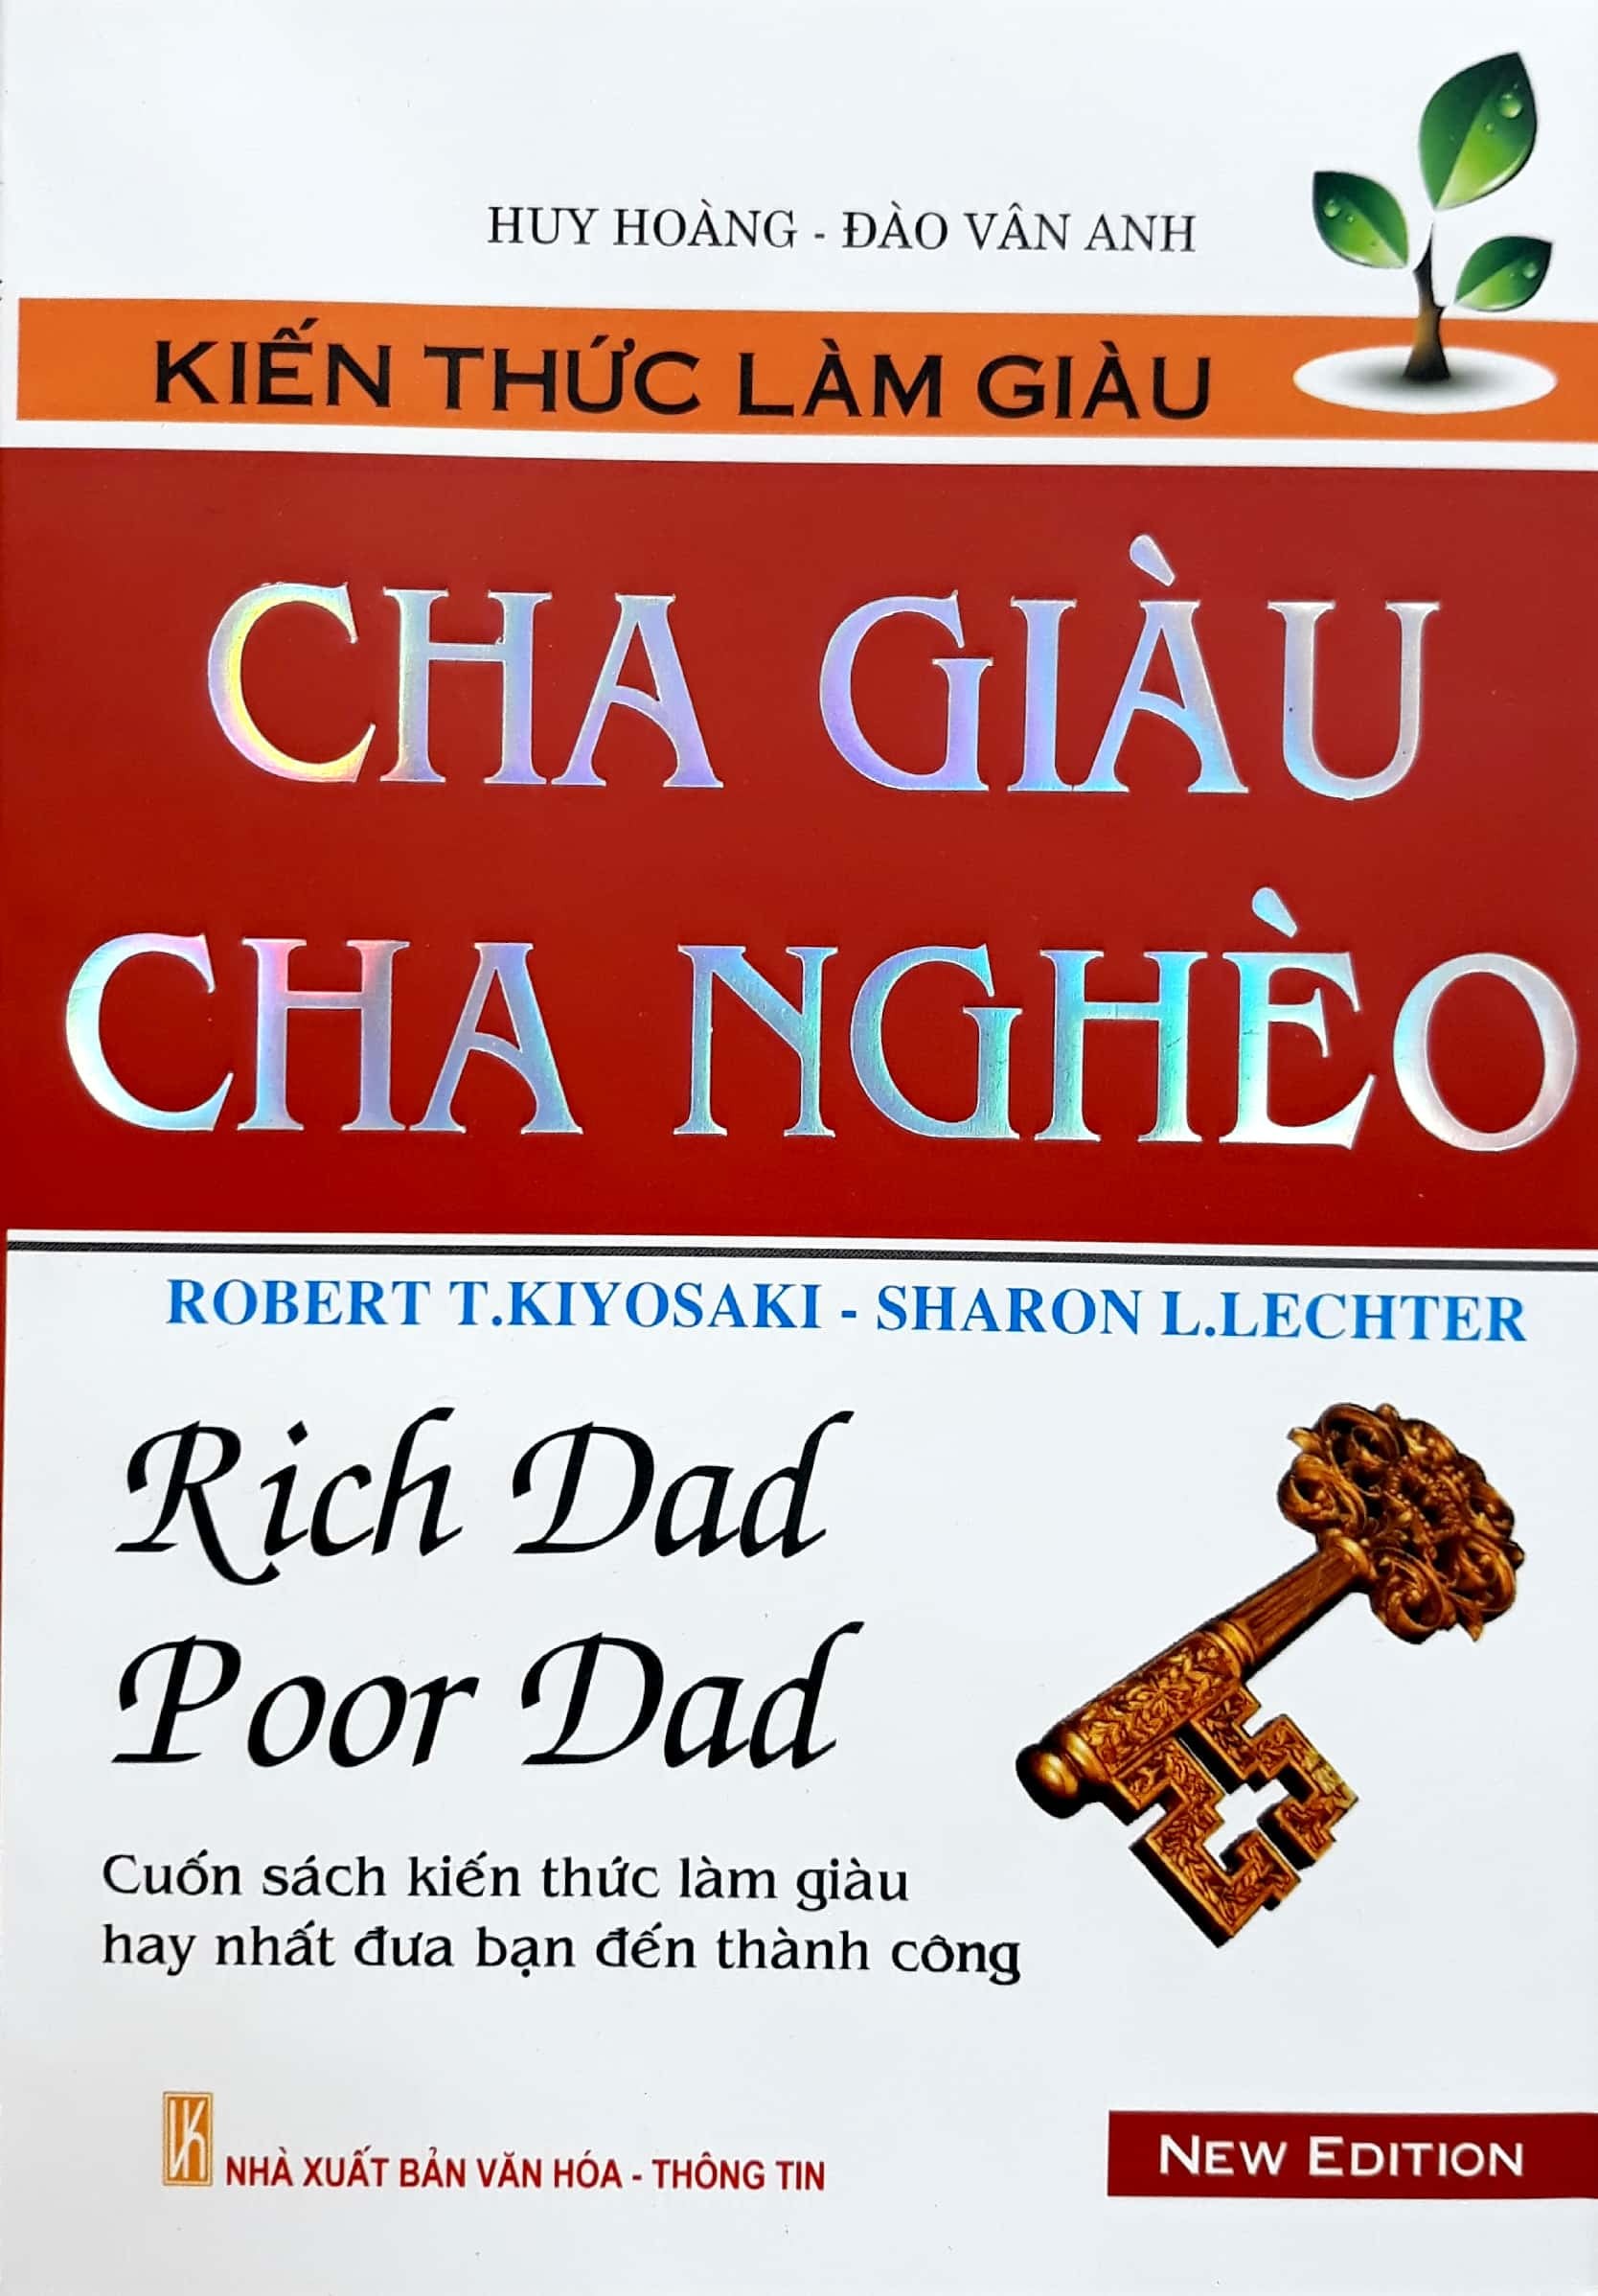 HUY HOÀNG - ĐÀO VÂN ANH
KIẾN THỨC LÀM GIÀU
CHA GIÀU
CHA NGHÈO
ROBERT T.KIYOSAKI - SHARON L.LECHTER
Rich Dad
Poor Dad
Cuốn sách kiến thức làm giàu
hay nhất đưa bạn đến thành công
NHÀ XUẤT BẢN VĂN HÓA - THÔNG TIN
NEW EDITION